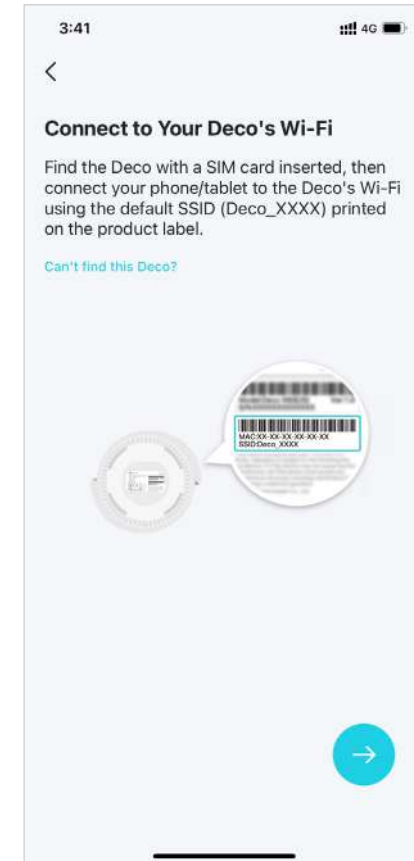 3:41
4G
Connect to Your Deco's Wi-Fi
Find the Deco with a SIM card inserted, then
connect your phone/tablet to the Deco's Wi-Fi
using the default SSID (Deco_XXXX) printed
on the product label.
Can't find this Deco?
MAC:XX-XX-XX-XX-XX-XX
SSID:Deco_XXXX